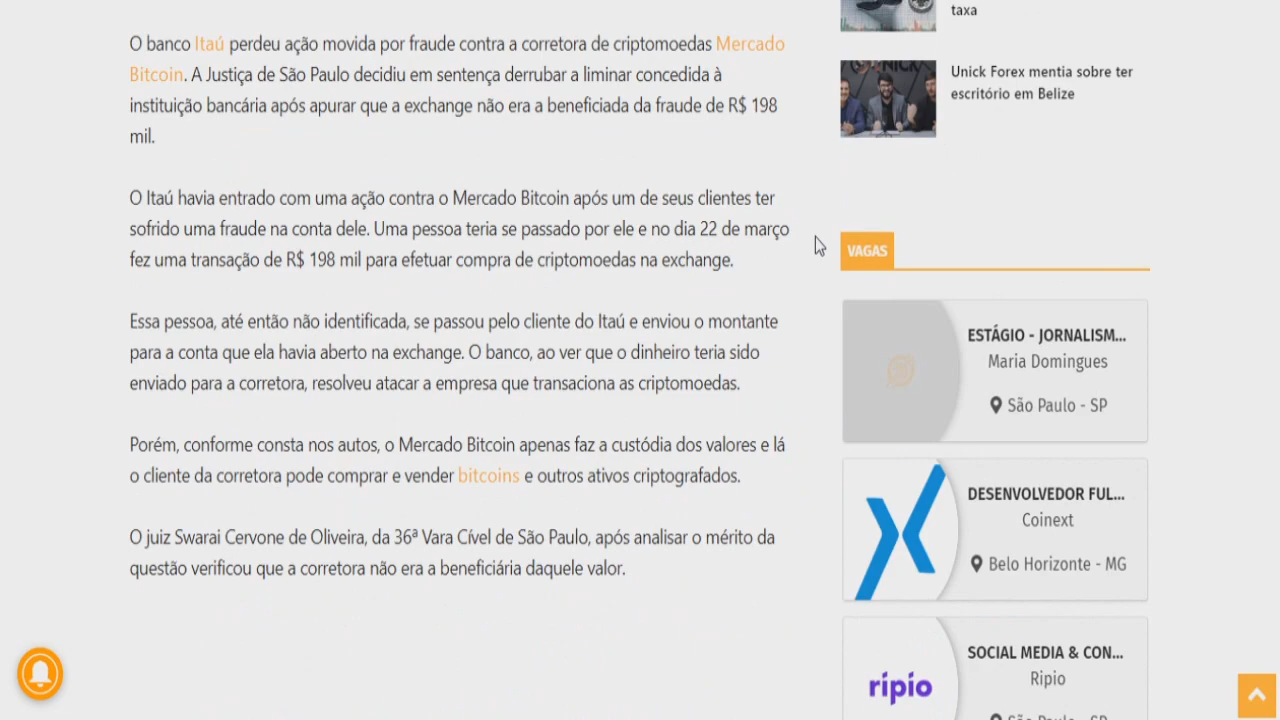 O banco Itaú perdeu ação movida por fraude contra a corretora de criptomoedas Mercado
Bitcoin. A Justiça de São Paulo decidiu em sentença derrubar a liminar concedida à
instituição bancária após apurar que a exchange não era a beneficiada da fraude de R$ 198
mil.
O Itaú havia entrado com uma ação contra o Mercado Bitcoin após um de seus clientes ter
sofrido uma fraude na conta dele. Uma pessoa teria se passado por ele e no dia 22 de março
fez uma transação de R$ 198 mil para efetuar compra de criptomoedas na exchange.
Essa pessoa, até então não identificada, se passou pelo cliente do Itaú e enviou o montante
para a conta que ela havia aberto na exchange. O banco, ao ver que o dinheiro teria sido
enviado para a corretora, resolveu atacar a empresa que transaciona as criptomoedas.
Porém, conforme consta nos autos, o Mercado Bitcoin apenas faz a custódia dos valores e lá
o cliente da corretora pode comprar e vender bitcoins e outros ativos criptografados.
O juiz Swarai Cervone de Oliveira, da 36ª Vara Cível de São Paulo, após analisar o mérito da
questão verificou que a corretora não era a beneficiária daquele valor.
taxa
Unick Forex mentia sobre ter
escritório em Belize
VAGAS
ESTÁGIO - JORNALISM...
Maria Domingues
São Paulo - SP
DESENVOLVEDOR FUL...
Coinext
Belo Horizonte - MG
SOCIAL MEDIA & CON...
ripio
Ripio
São Paulo - SP